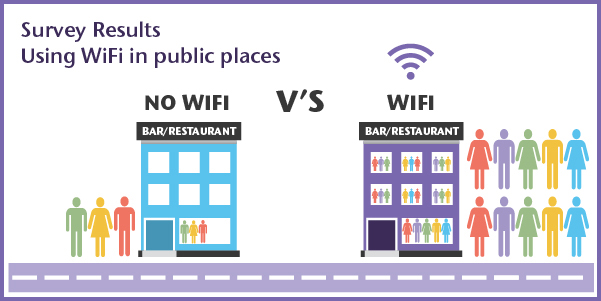 Survey Results
Using WiFi in public places
NO WIFI
V'S
WIFI
BAR/RESTAURANT
BAR/RESTAURANT